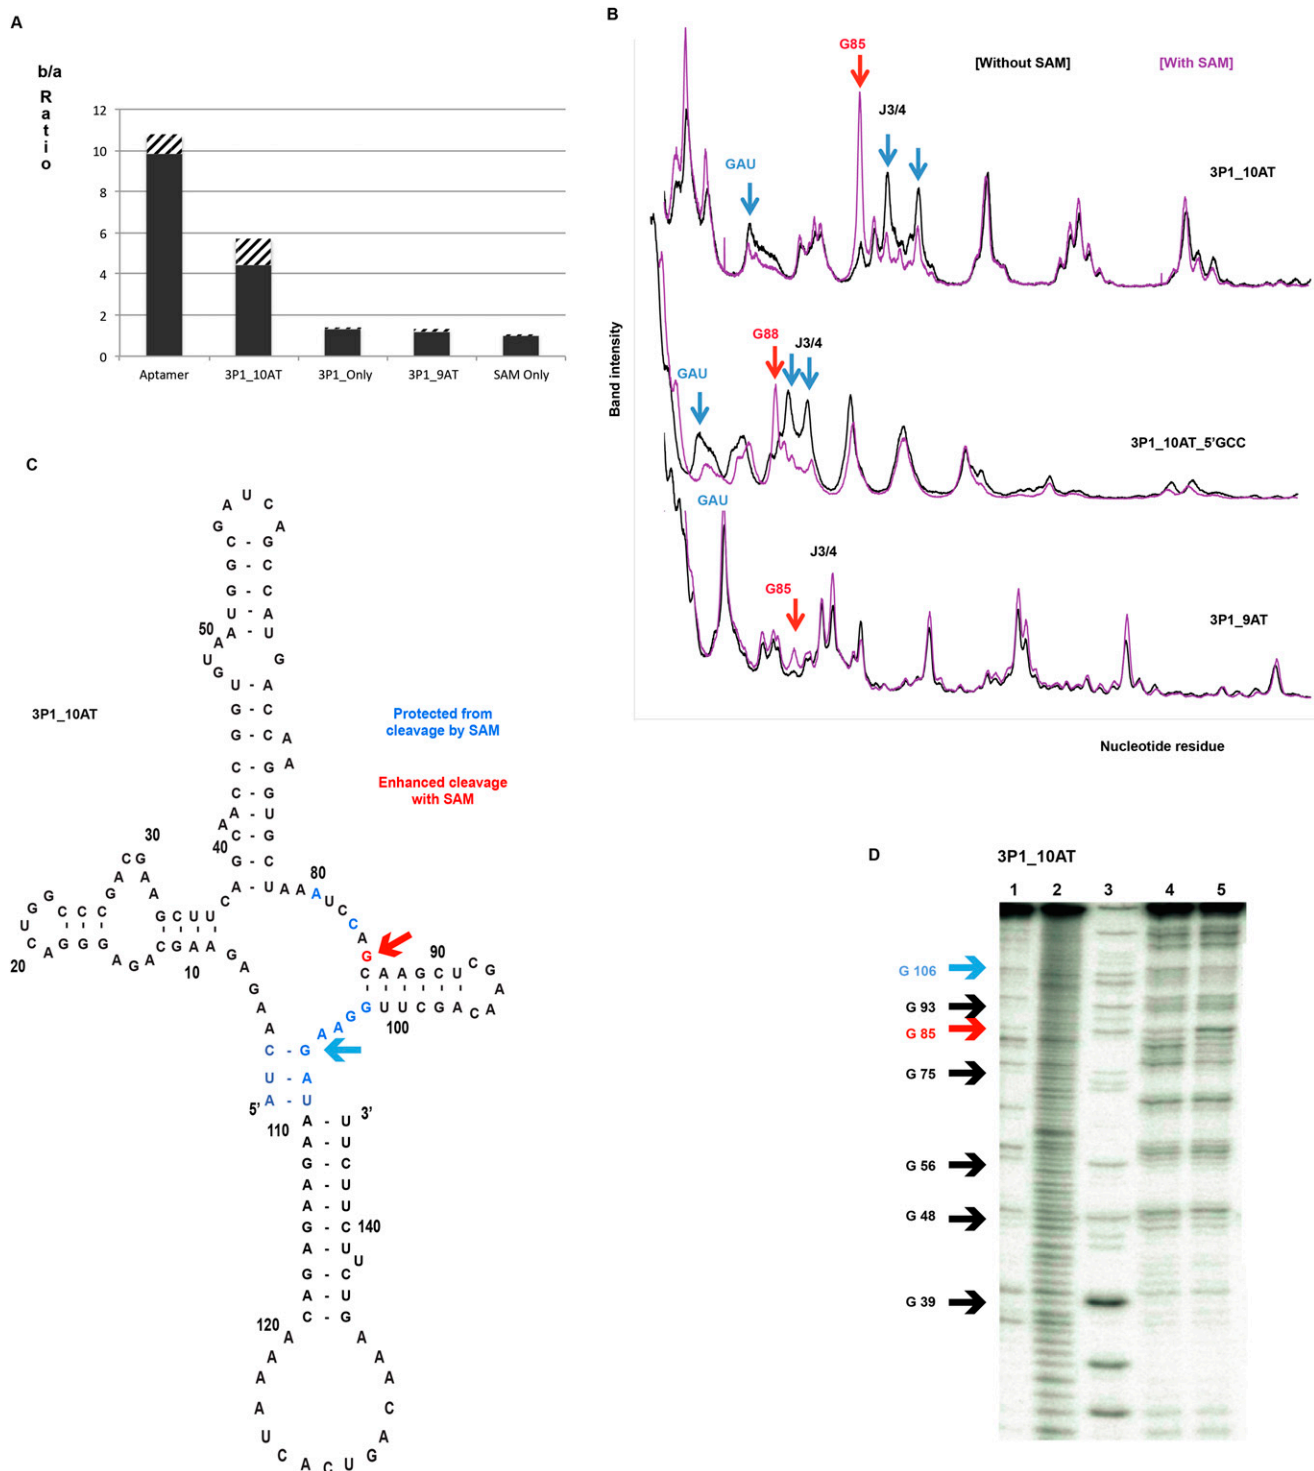 A
b/a
Ratio
12
10
8
6
4
2
0
Aptamer 3P1_10AT 3P1_Only 3P1_9AT SAM Only
B
G85
[Without SAM] [With SAM]
J3/4
GAU
3P1_10AT
G88
J3/4
GAU
3P1_10AT_5'GCC
GAU
J3/4
G85
3P1_9AT
Band intensity
Nucleotide residue
C
3P1_10AT
Protected from
cleavage by SAM
Enhanced cleavage
with SAM
50
40
30
20
10
80
90
100
5'
3'
110
140
120
D
3P1_10AT
1 2 3 4 5
G 106
G 93
G 85
G 75
G 56
G 48
G 39